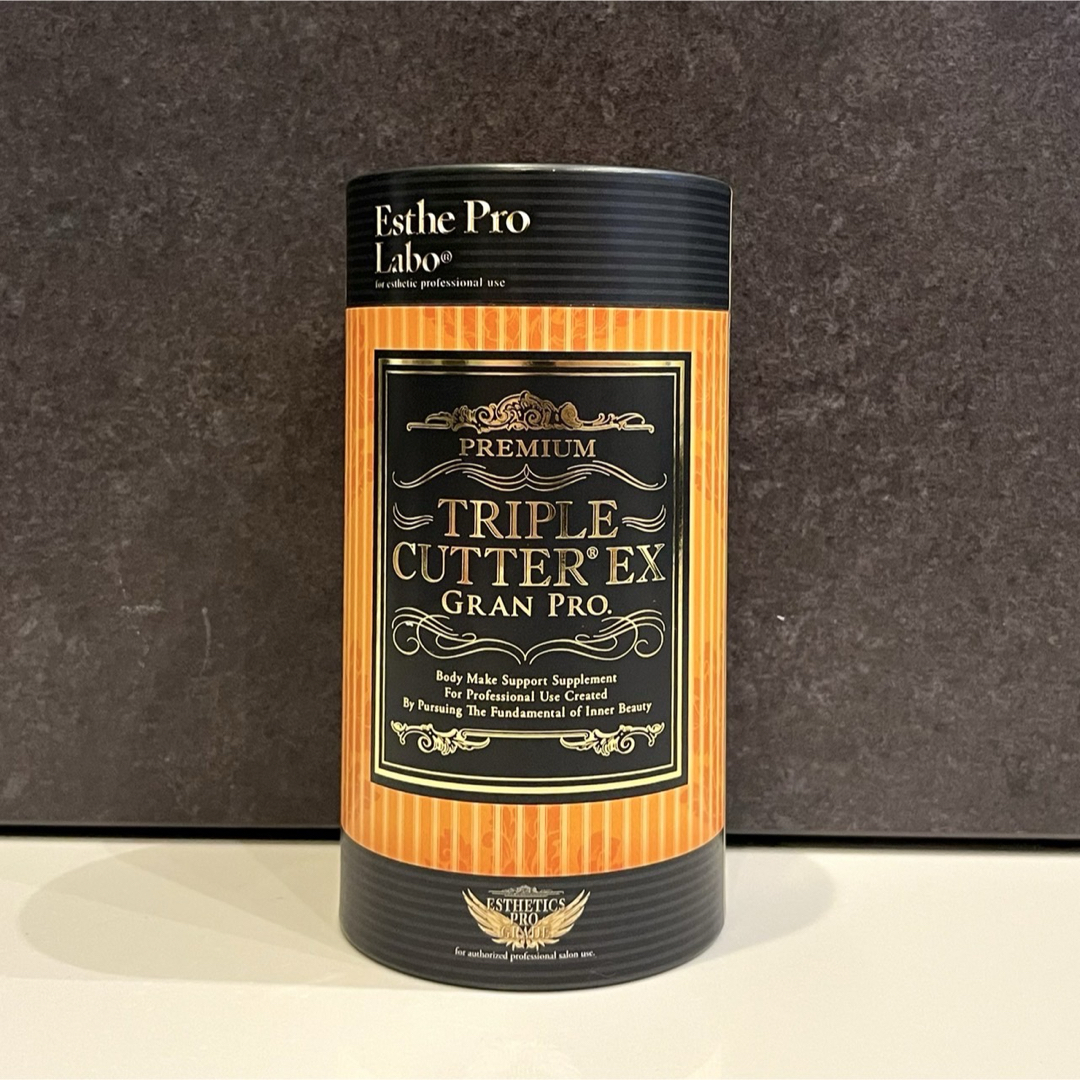 Esthe Pro
Labo®
for esthetic professional use
PREMIUM
TRIPLE
CUTTER® EX
GRAN PRO.
Body Make Support Supplement
For Professional Use Created
By Pursuing The Fundamental of Inner Beauty
ESTHETICS
PRO
GRADE
for authorized professional salon use.